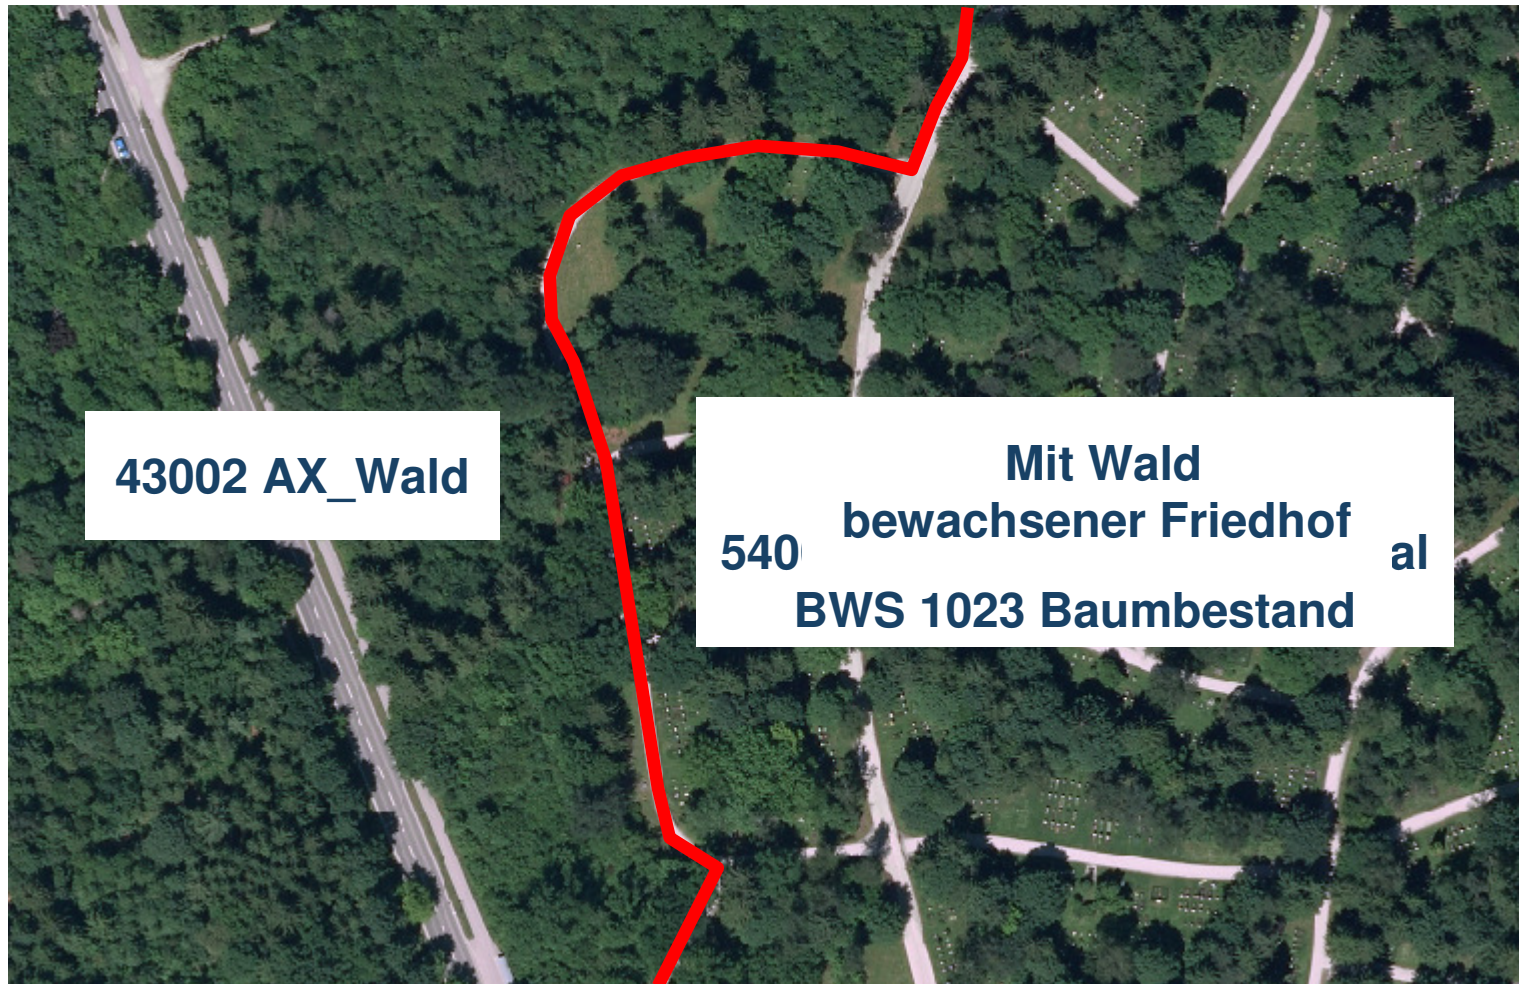 43002 AX_Wald
Mit Wald
bewachsener Friedhof
540 al
BWS 1023 Baumbestand